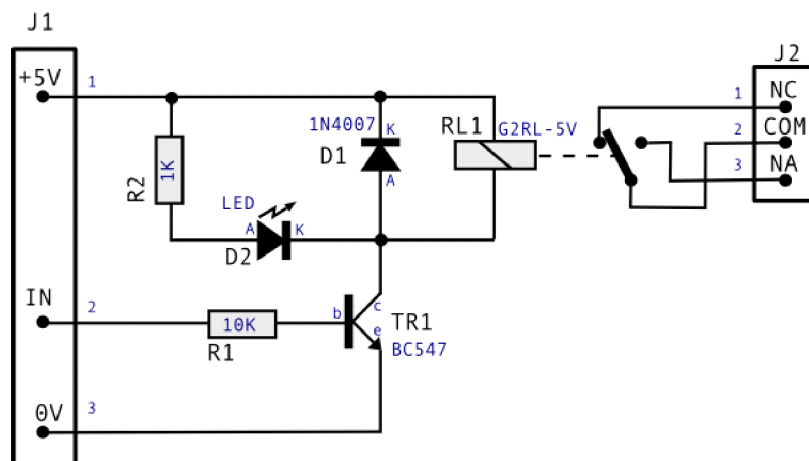 J1
J2
+5V
1
NC
1
1N4007
K
RL1
G2RL-5V
COM
2
D1
R2
1K
A
3
NA
LED
A
K
D2
IN
2
b
c
TR1
10K
e
BC547
R1
0V
3